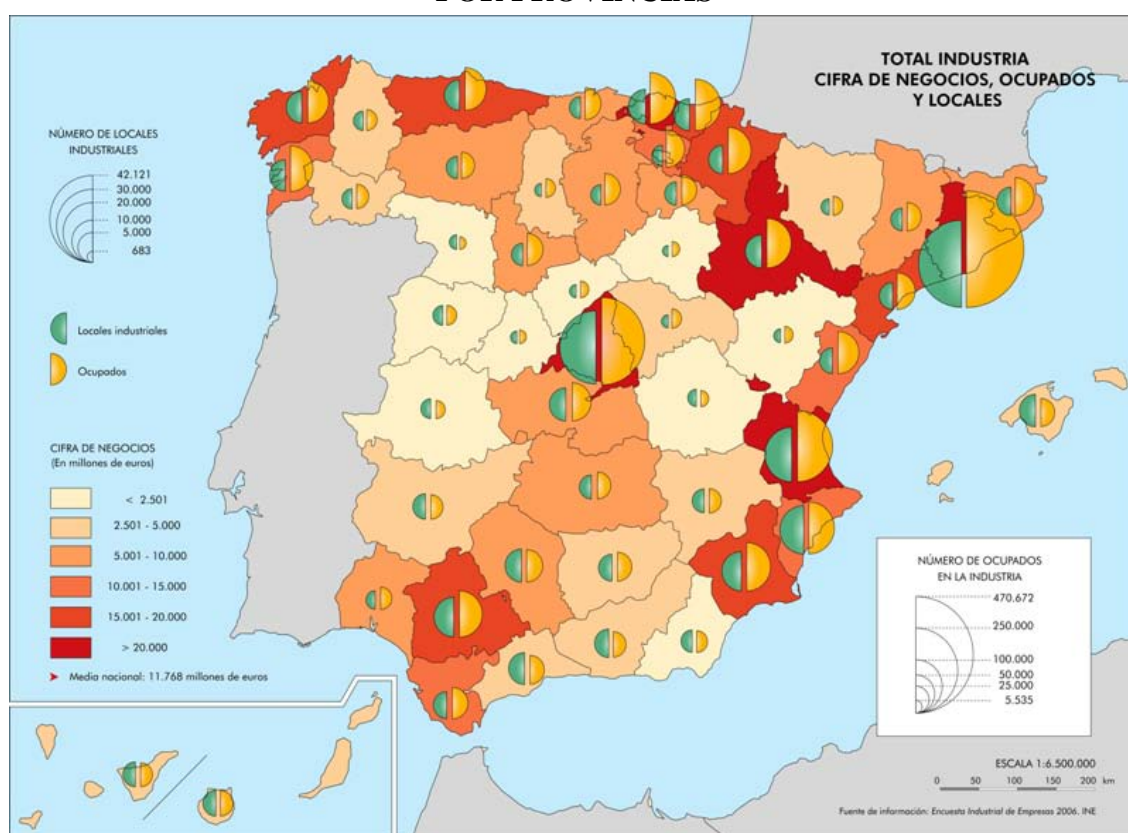 POR PROVINCIAS
TOTAL INDUSTRIA
CIFRA DE NEGOCIOS, OCUPADOS
Y LOCALES
NÚMERO DE LOCALES
INDUSTRIALES
42.121
30.000
20.000
10.000
5.000
683
Locales industriales
Ocupados
CIFRA DE NEGOCIOS
(En millones de euros)
< 2.501
2.501 - 5.000
5.001 - 10.000
10.001 - 15.000
15.001 - 20.000
> 20.000
Media nacional: 11.768 millones de euros
NÚMERO DE OCUPADOS
EN LA INDUSTRIA
470.672
250.000
100.000
50.000
25.000
5.535
ESCALA 1:6.500.000
0 50 100 150 200 km
Fuente de información: Encuesta Industrial de Empresas 2006. INE